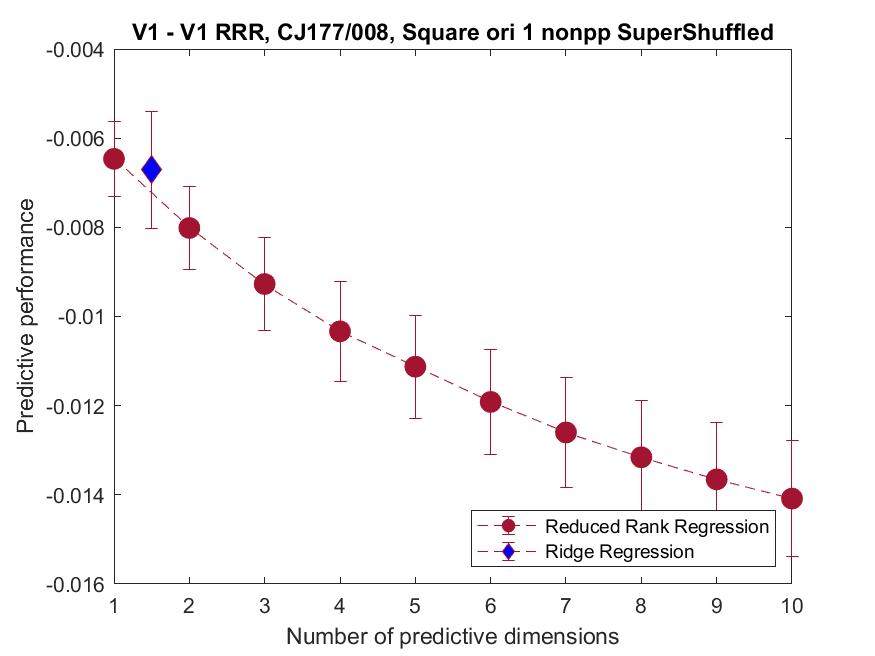 V1 - V1 RRR, CJ177/008, Square ori 1 nonpp SuperShuffled
-0.004
-0.006
-0.008
-0.01
-0.012
-0.014
-0.016
Predictive performance
Reduced Rank Regression
Ridge Regression
1 2 3 4 5 6 7 8 9 10
Number of predictive dimensions